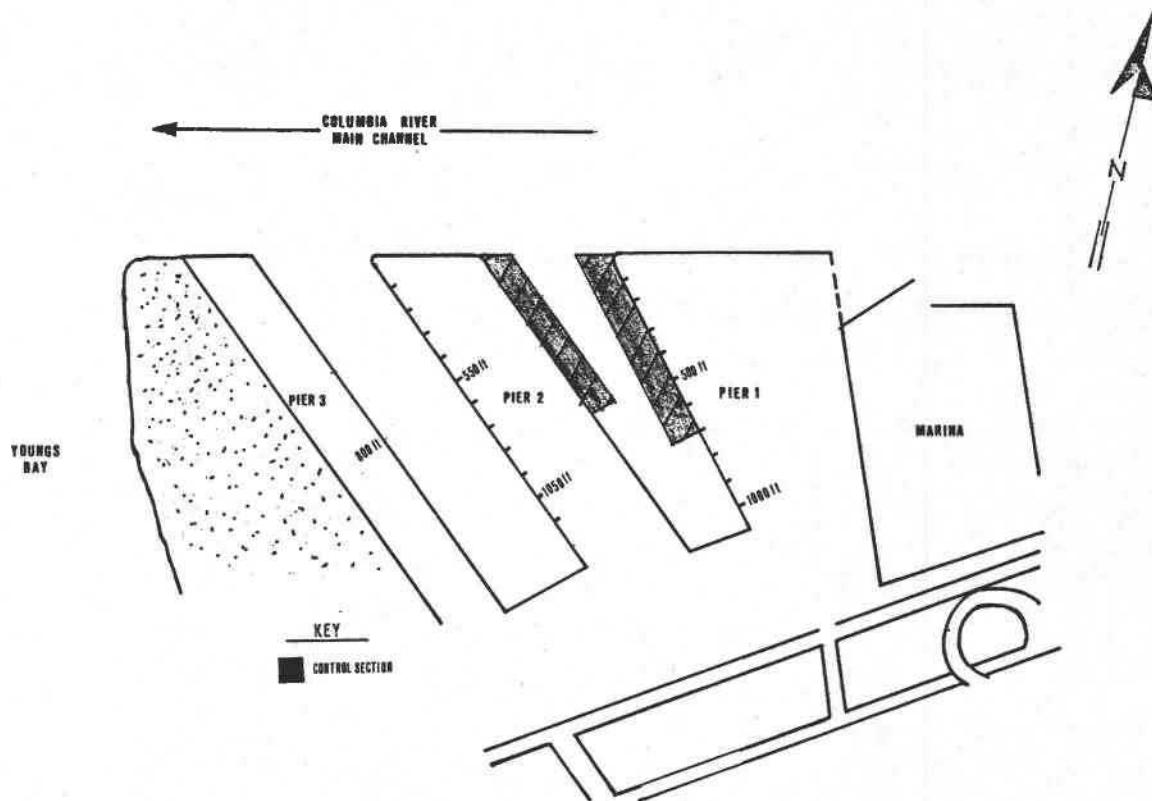 COLUMBIA RIVER
MAIN CHANNEL
N
550 ft
500 ft
PIER 3
PIER 2
PIER 1
800 ft
MARINA
YOUNGS
BAY
1050 ft
1000 ft
KEY
CONTROL SECTION